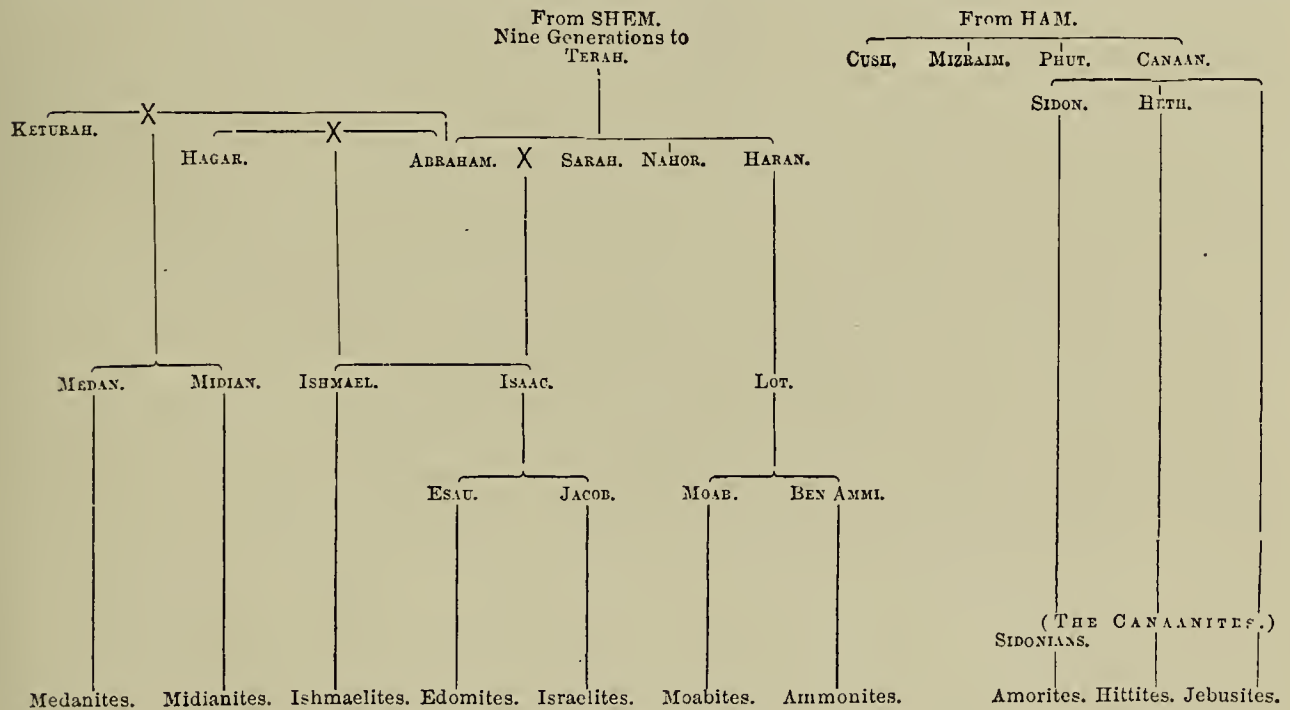 From SHEM.
Nine Generations to
TERAH.
From HAM.
CUSH, MIZRAIM. PHUT. CANAAN.
SIDON. HETH.
KETURAH. X
HAGAR. X
ABRAHAM. X SARAH. NAHOR. HARAN.
MEDAN. MIDIAN. ISHMAEL. ISAAC. LOT.
ESAU. JACOB. MOAB. BEN AMMI.
(THE CANAANITES.)
SIDONIANS.
Medanites. Midianites. Ishmaelites. Edomites. Israelites. Moabites. Ammonites. Amorites. Hittites. Jebusites.